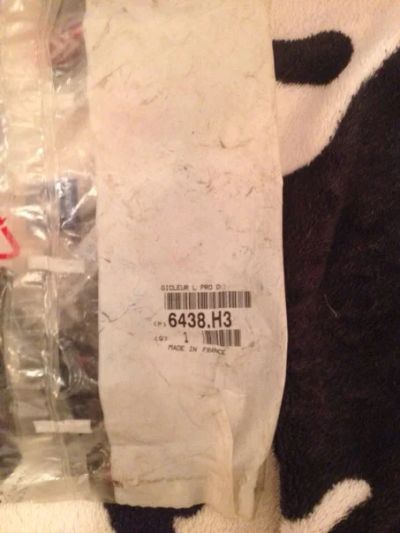 GICLEUR L PRO D
(P) 6438.H3
(Q) 1
MADE IN FRANCE